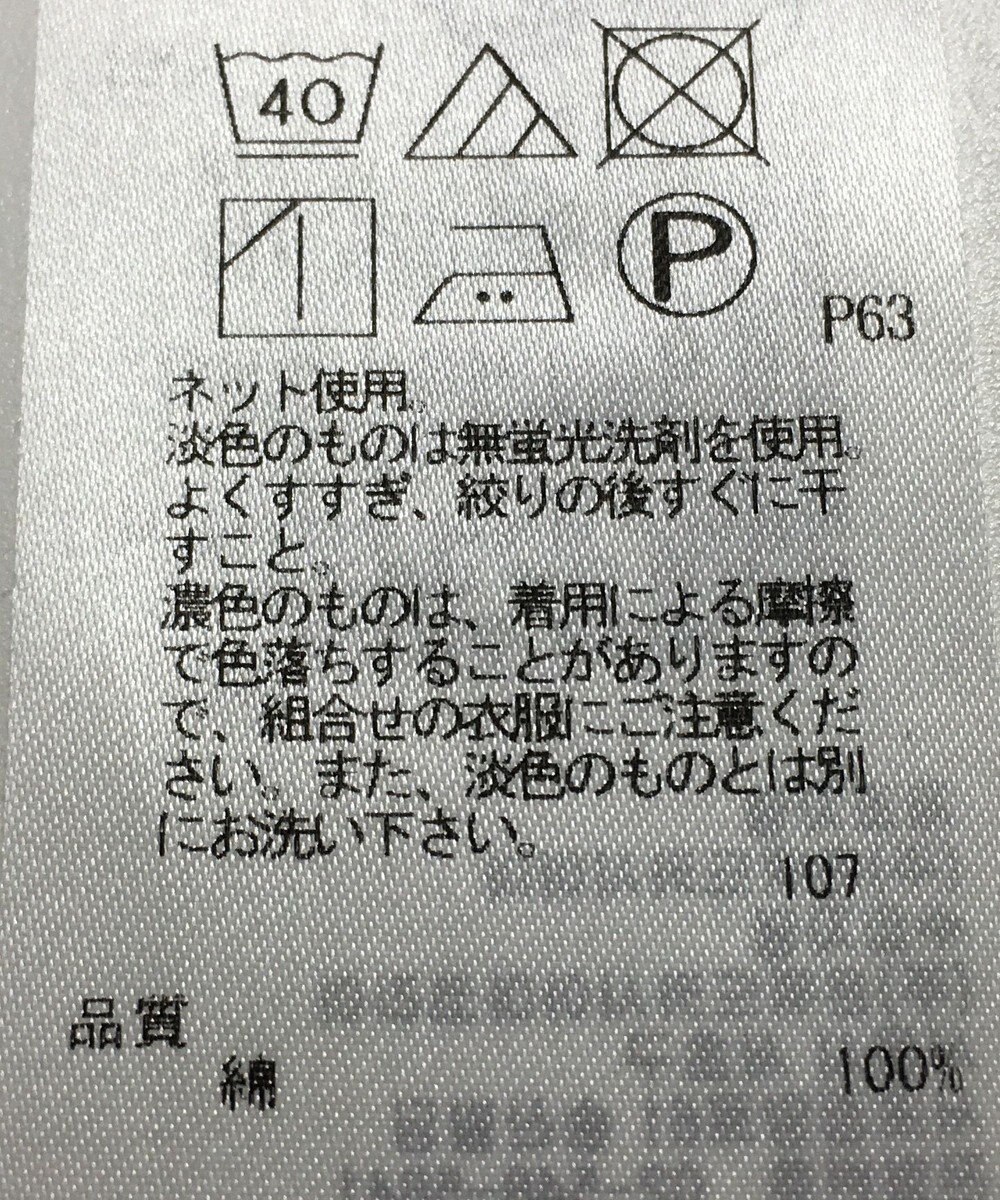 40
P
P63
ネット使用。
淡色のものは無蛍光洗剤を使用。
よくすすぎ、絞りの後すぐに干
すこと。
濃色のものは、着用による摩擦
で色落ちすることがありますの
で、組合せの衣服にご注意くだ
さい。また、淡色のものとは別
にお洗い下さい。
107
品質
綿 100%